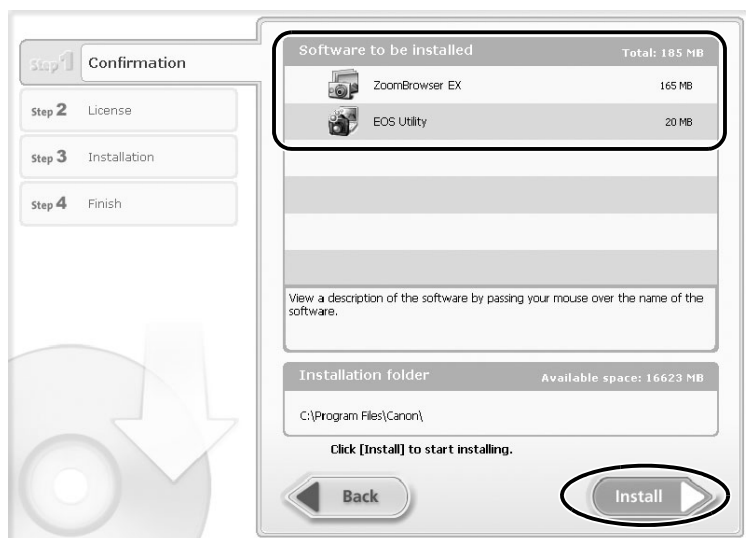 Step 1 Confirmation
Step 2 License
Step 3 Installation
Step 4 Finish
Software to be installed Total: 185 MB
ZoomBrowser EX 165 MB
EOS Utility 20 MB
View a description of the software by passing your mouse over the name of the
software.
Installation folder Available space: 16623 MB
C:\Program Files\Canon\
Click [Install] to start installing.
Back Install